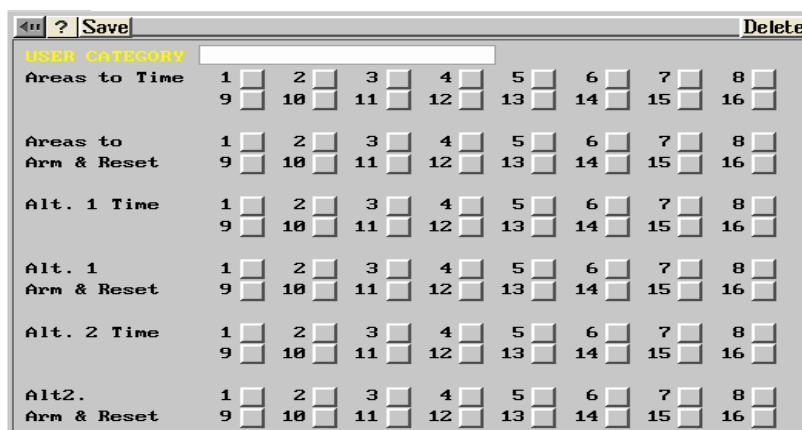 ? Save Delete
USER CATEGORY
Areas to Time 1 2 3 4 5 6 7 8
9 10 11 12 13 14 15 16
Areas to 1 2 3 4 5 6 7 8
Arm & Reset 9 10 11 12 13 14 15 16
Alt. 1 Time 1 2 3 4 5 6 7 8
9 10 11 12 13 14 15 16
Alt. 1 1 2 3 4 5 6 7 8
Arm & Reset 9 10 11 12 13 14 15 16
Alt. 2 Time 1 2 3 4 5 6 7 8
9 10 11 12 13 14 15 16
Alt2. 1 2 3 4 5 6 7 8
Arm & Reset 9 10 11 12 13 14 15 16